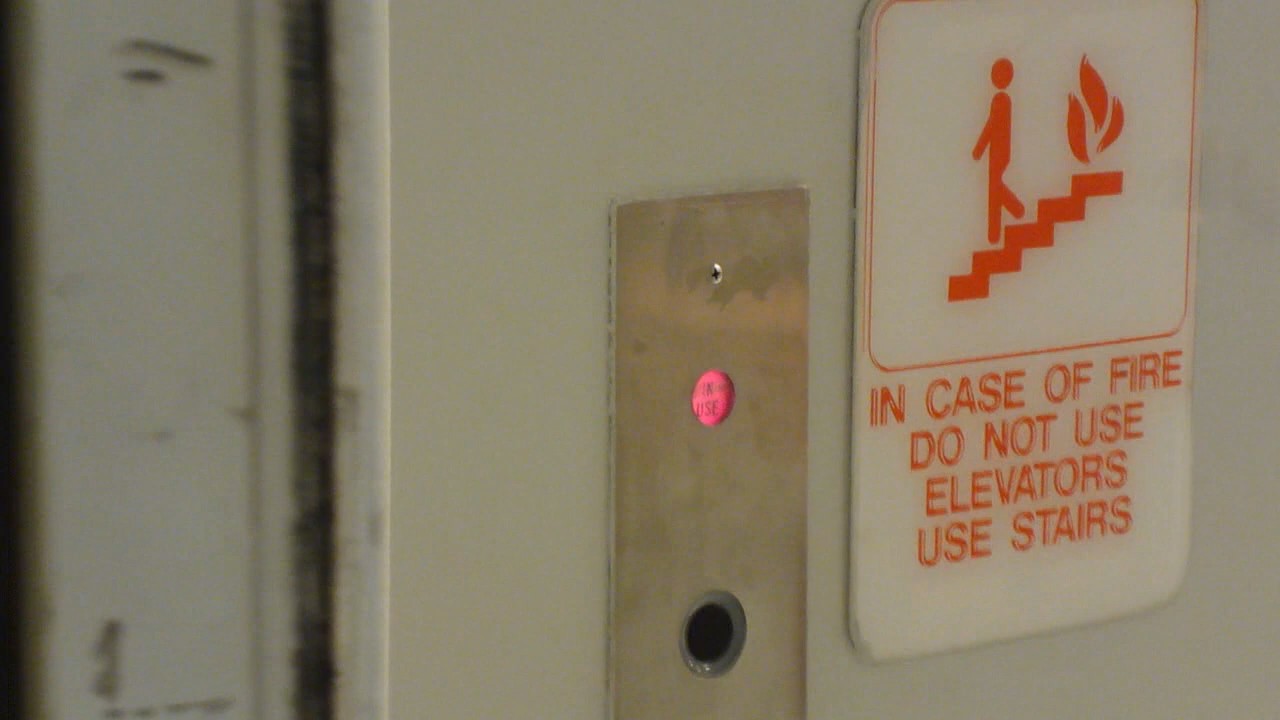 IN
USE
IN CASE OF FIRE
DO NOT USE
ELEVATORS
USE STAIRS